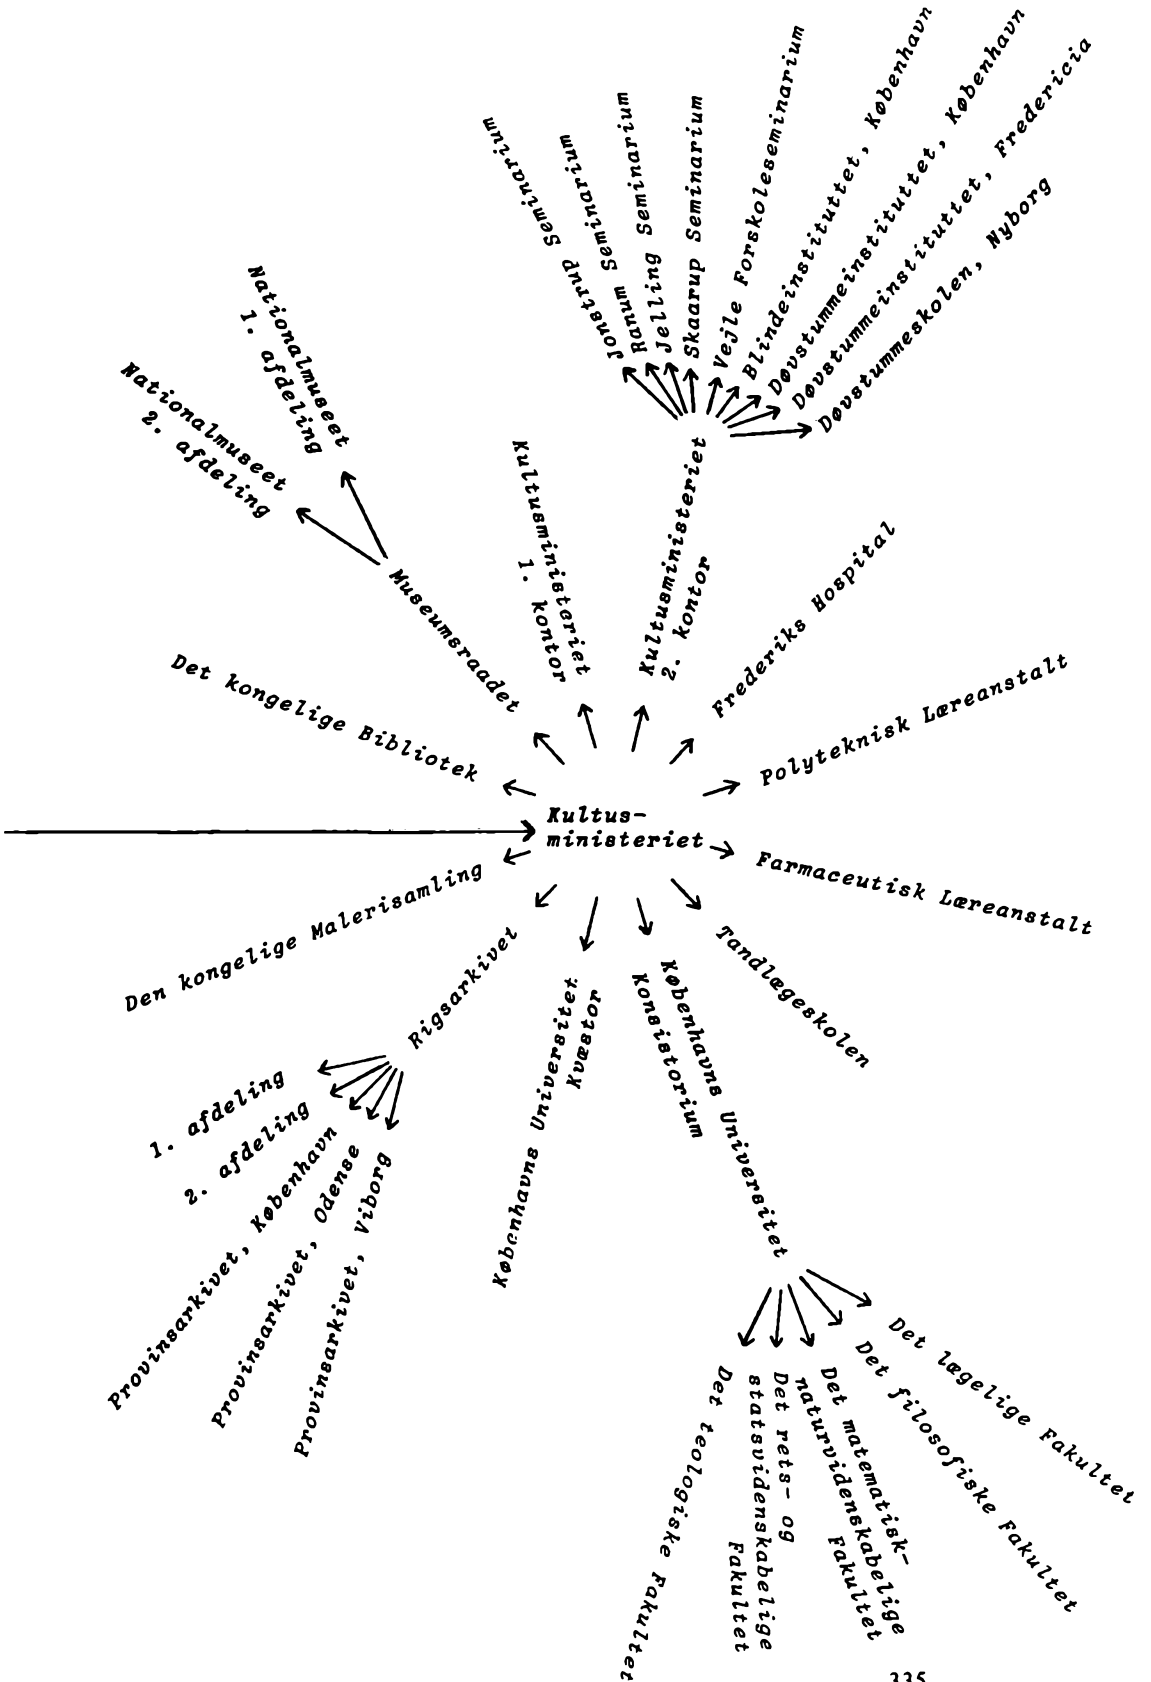 Jonstrup Seminarium
Ranum Seminarium
Jelling Seminarium
Skaarup Seminarium
Vejle Forskoleseminarium
Blindeinstituttet, København
Døvstummeinstituttet, København
Døvstummeinstituttet, Fredericia
Døvstummeskolen, Nyborg
Nationalmuseet
1. afdeling
Nationalmuseet
2. afdeling
Museumsraadet
Kultusministeriet
1. kontor
Kultusministeriet
2. kontor
Frederiks Hospital
Det kongelige Bibliotek
Polyteknisk Læreanstalt
Kultus-
ministeriet
Farmaceutisk Læreanstalt
Den kongelige Malerisamling
Tandlægeskolen
Rigsarkivet
1. afdeling
2. afdeling
Provinsarkivet, København
Provinsarkivet, Odense
Provinsarkivet, Viborg
Københavns Universitet
Kvæstor
Københavns Universitet
Konsistorium
Det lægelige Fakultet
Det filosofiske Fakultet
Det matematisk-
naturvidenskabelige
Fakultet
Det rets- og
statsvidenskabelige
Fakultet
Det teologiske Fakultet
335